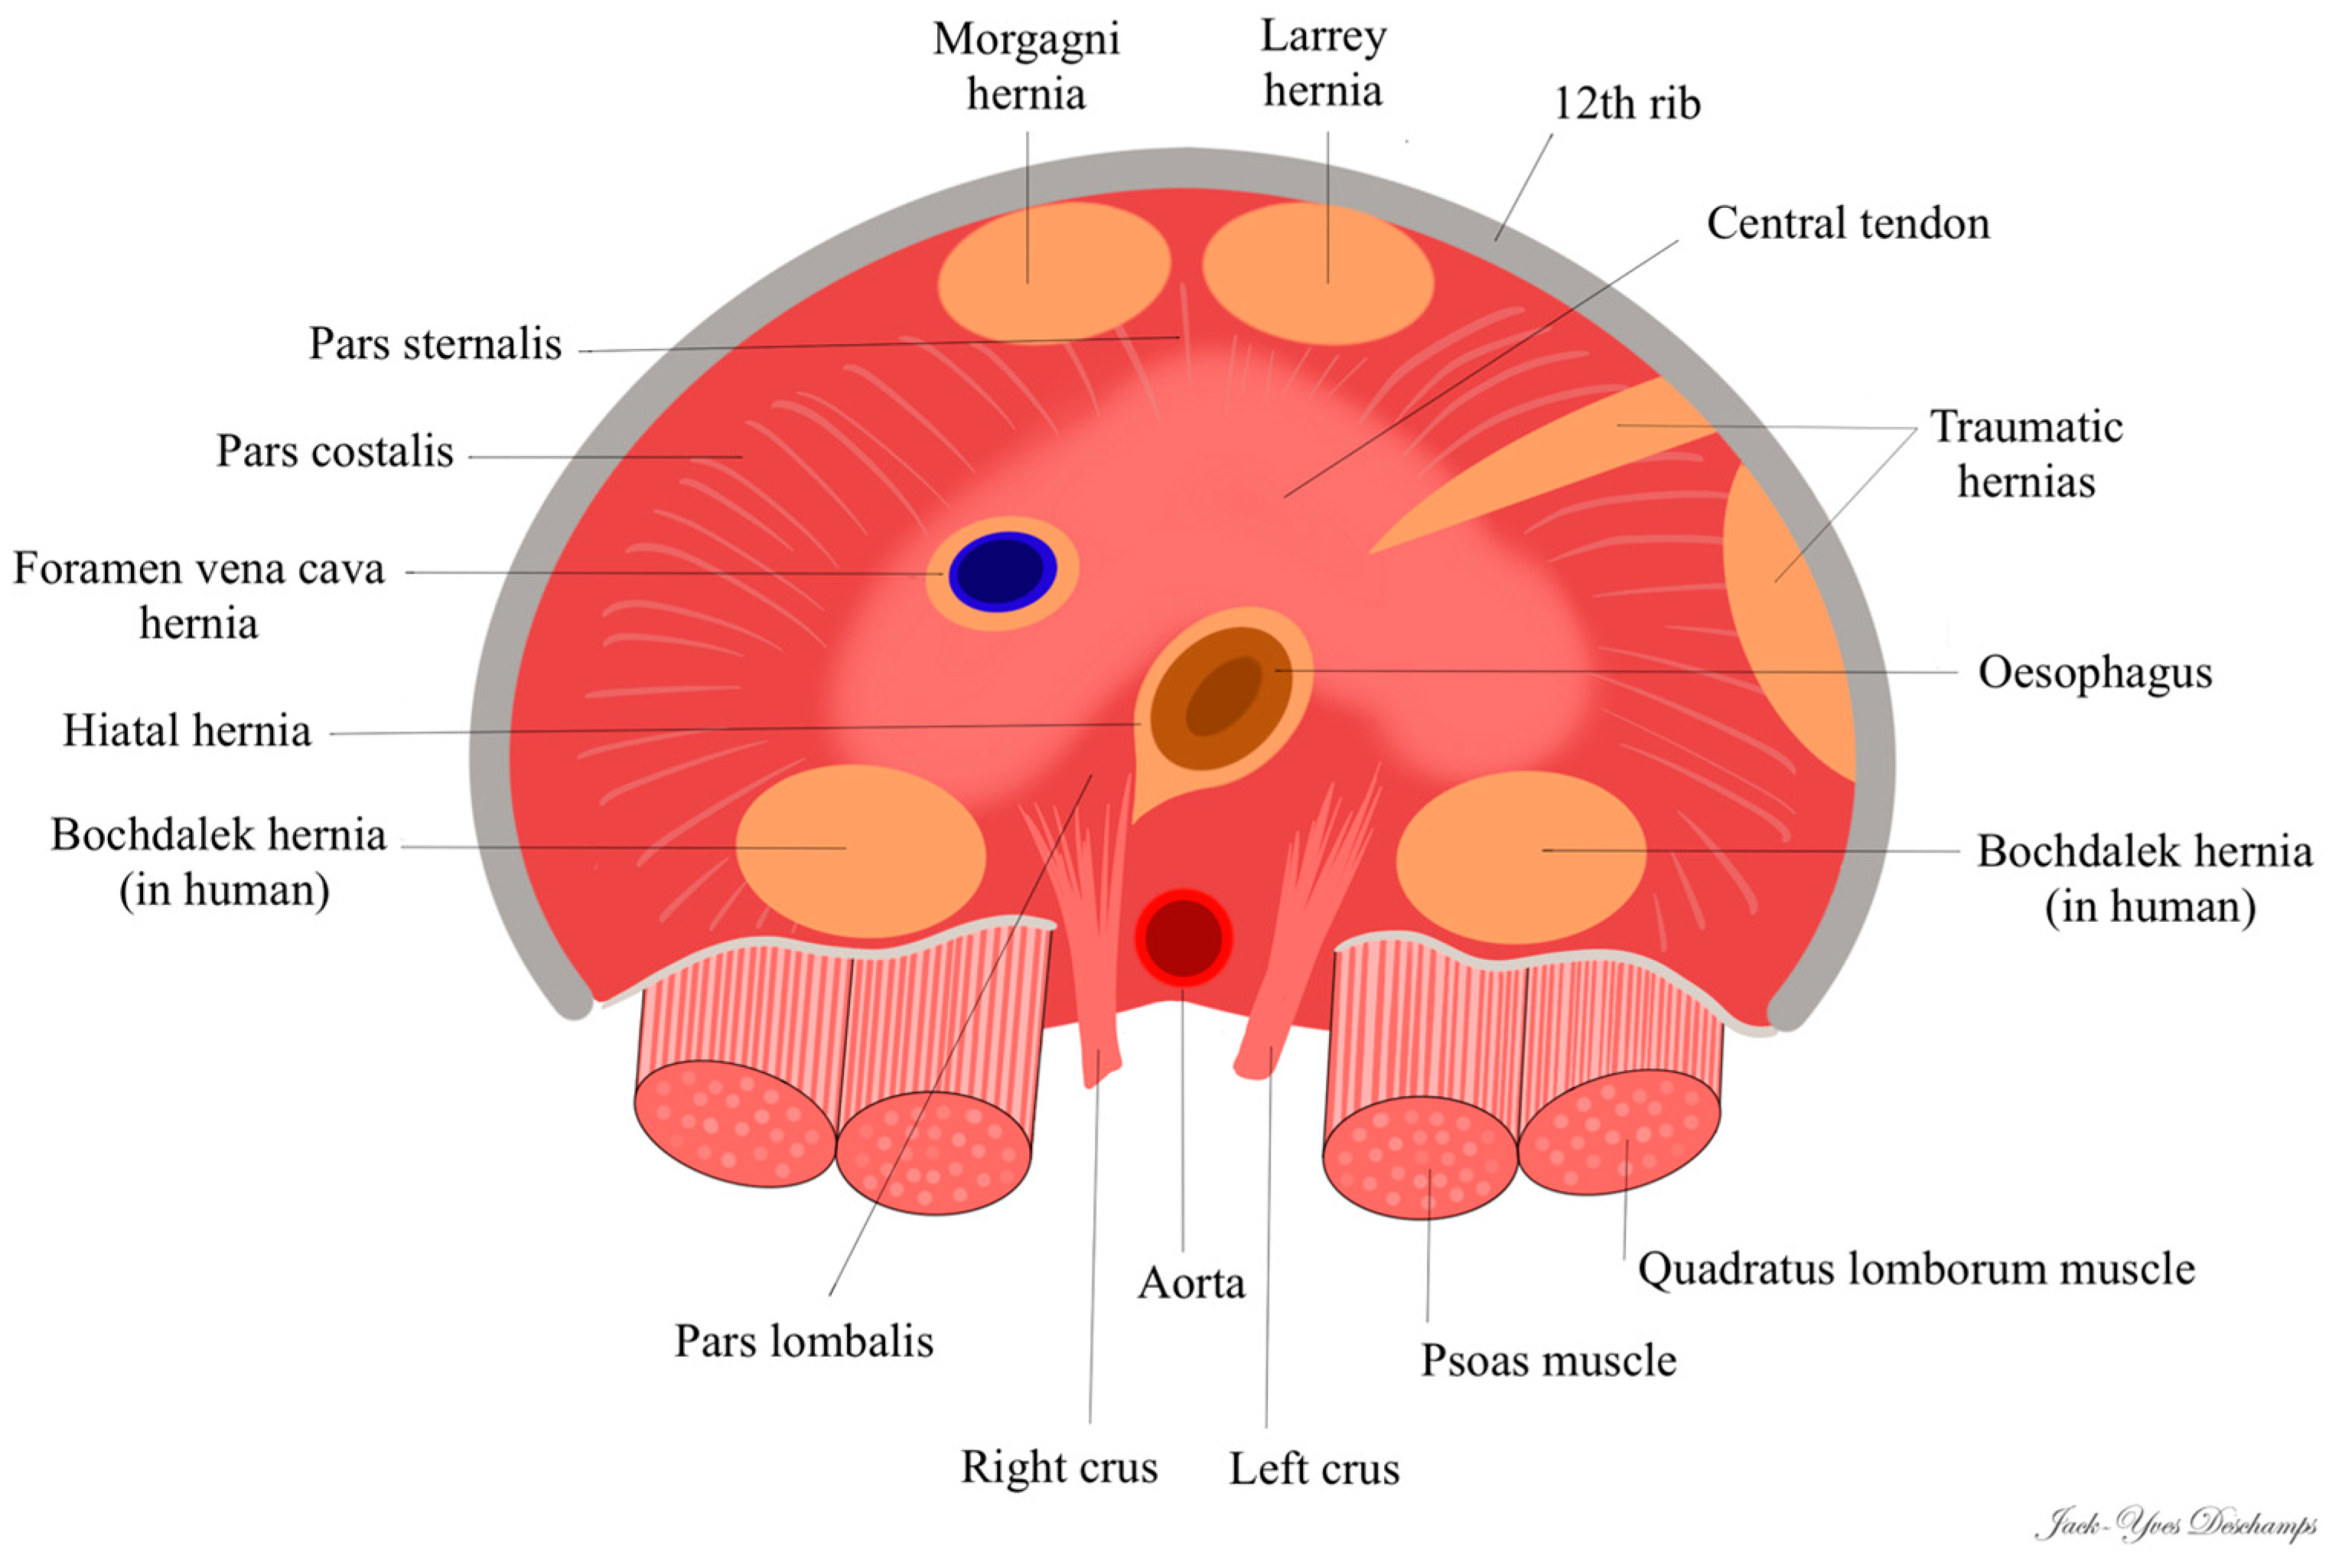 Morgagni
hernia
Larrey
hernia
12th rib
Central tendon
Pars sternalis
Pars costalis
Traumatic
hernias
Foramen vena cava
hernia
Oesophagus
Hiatal hernia
Bochdalek hernia
(in human)
Bochdalek hernia
(in human)
Quadratus lomborum muscle
Aorta
Pars lombalis
Psoas muscle
Right crus
Left crus
Jack-Yves Deschamps